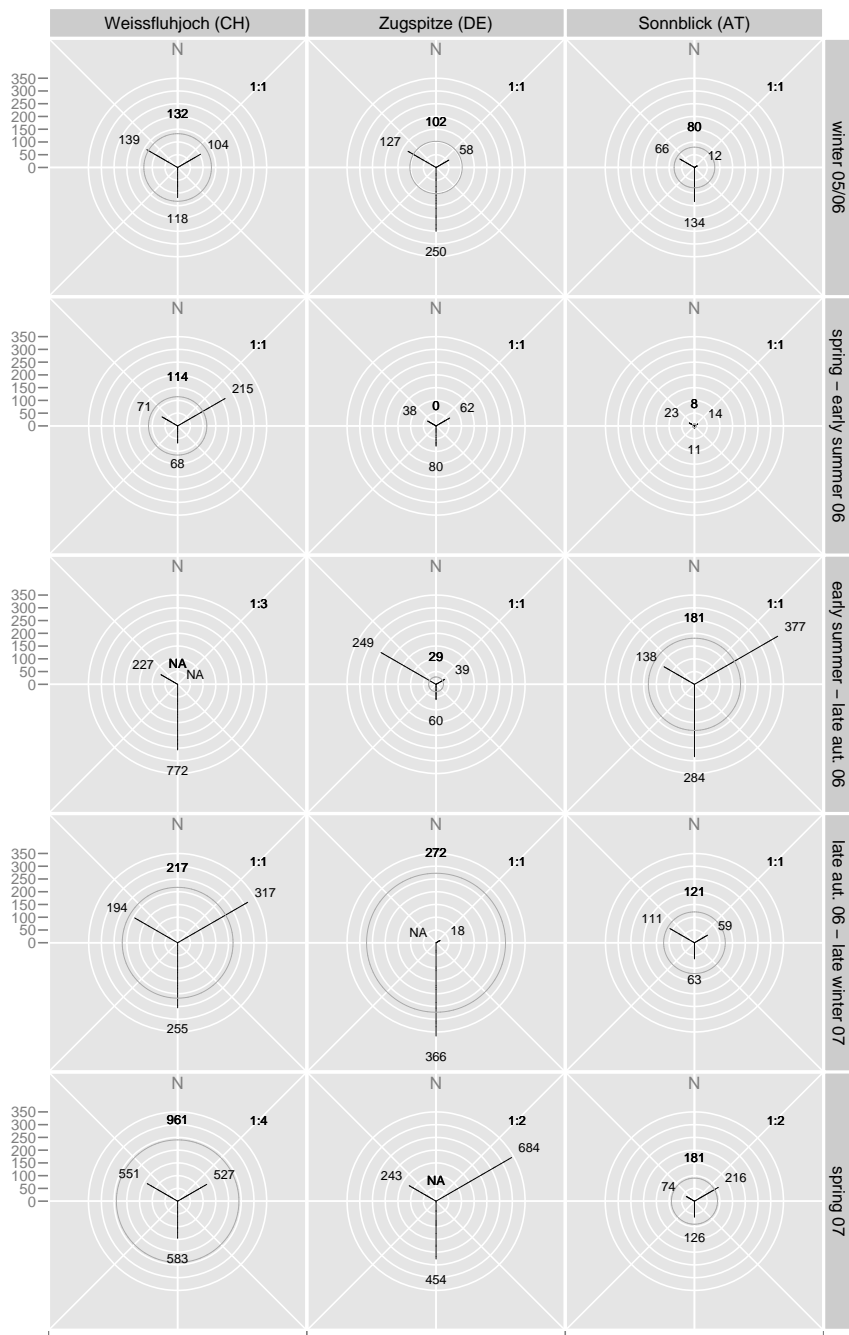 Weissfluhjoch (CH) Zugspitze (DE) Sonnblick (AT)
N N N
350
300
250
200
150
100
50
0
1:1 1:1 1:1
132 102 80
139 104 127 58 66 12
118 250 134
winter 05/06
N N N
350
300
250
200
150
100
50
0
1:1 1:1 1:1
114 0 8
71 215 38 62 23 14
68 80 11
spring – early summer 06
N N N
350
300
250
200
150
100
50
0
1:3 1:1 1:1
NA 29 181
227 NA 249 39 138 377
772 60 284
early summer – late aut. 06
N N N
350
300
250
200
150
100
50
0
1:1 1:1 1:1
217 272 121
194 317 NA 18 111 59
255 366 63
late aut. 06 – late winter 07
N N N
350
300
250
200
150
100
50
0
1:4 1:2 1:2
961 NA 181
551 527 243 684 74 216
583 454 126
spring 07